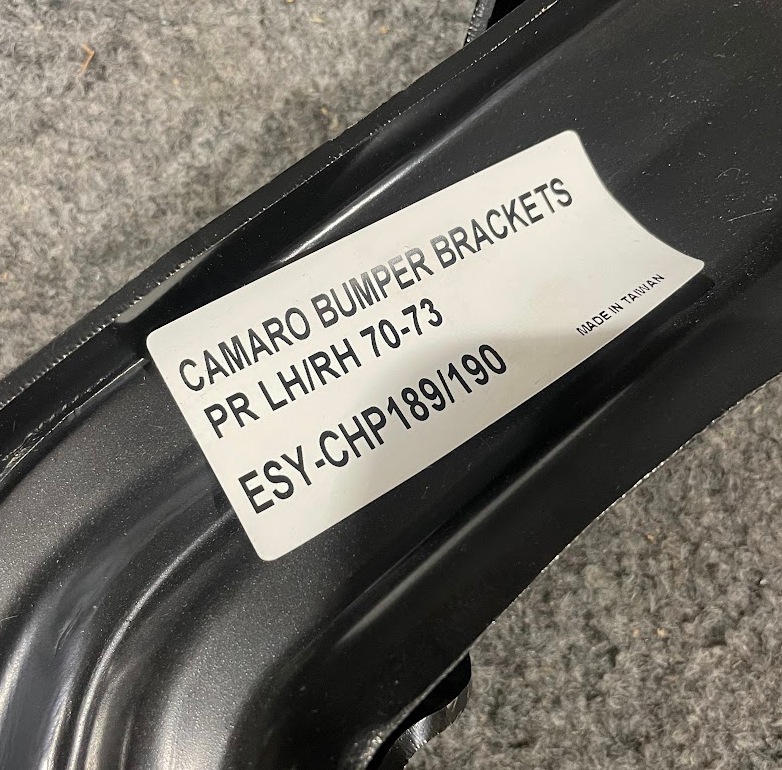 CAMARO BUMPER BRACKETS
PR LH/RH 70-73
ESY-CHP189/190
MADE IN TAIWAN